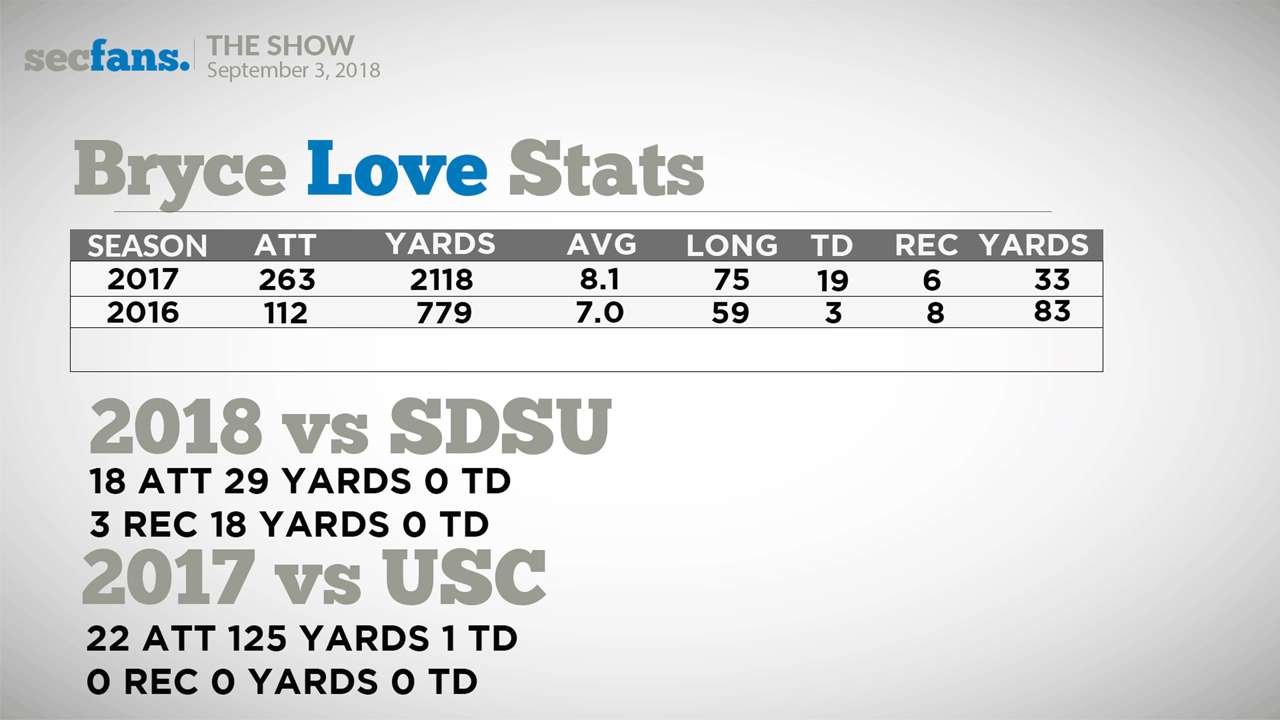 secfans.
THE SHOW
September 3, 2018
Bryce Love Stats
SEASON ATT YARDS AVG LONG TD REC YARDS
2017 263 2118 8.1 75 19 6 33
2016 112 779 7.0 59 3 8 83
2018 vs SDSU
18 ATT 29 YARDS 0 TD
3 REC 18 YARDS 0 TD
2017 vs USC
22 ATT 125 YARDS 1 TD
0 REC 0 YARDS 0 TD